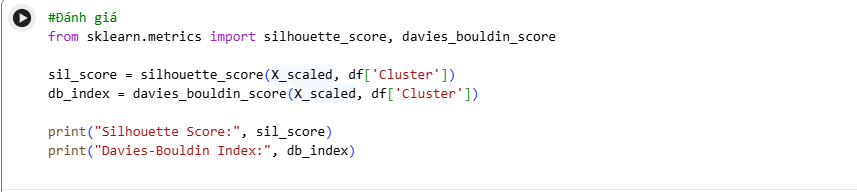 #Đánh giá
from sklearn.metrics import silhouette_score, davies_bouldin_score
sil_score = silhouette_score(X_scaled, df['Cluster'])
db_index = davies_bouldin_score(X_scaled, df['Cluster'])
print("Silhouette Score:", sil_score)
print("Davies-Bouldin Index:", db_index)